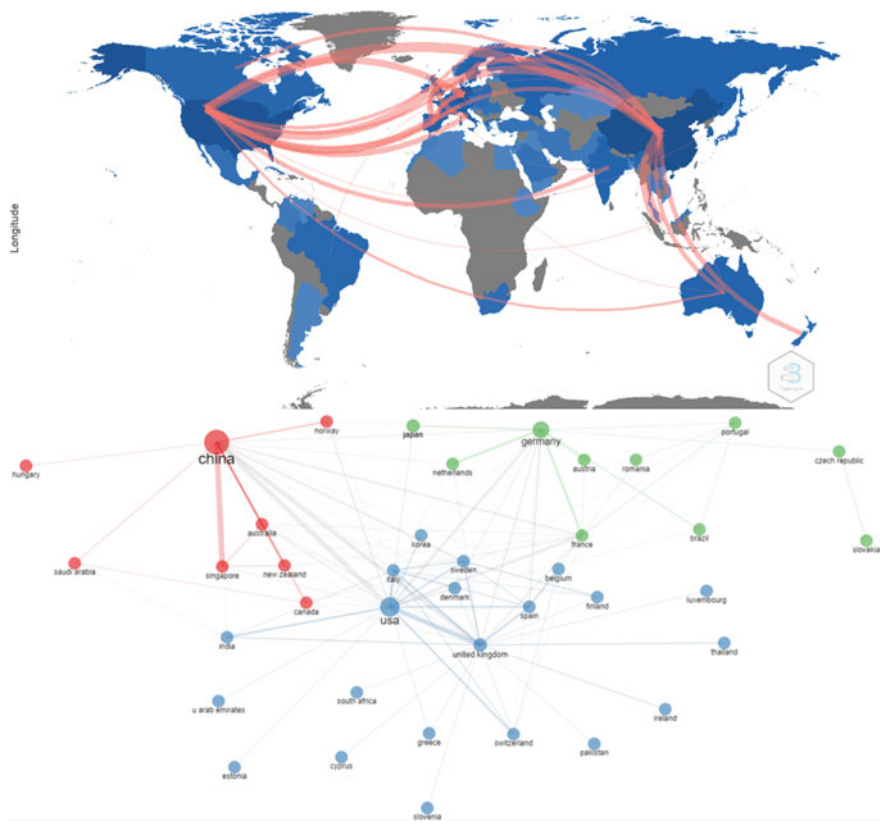 Longitude
norway
japan
germany
portugal
china
hungary
netherlands
austria
romania
czech republic
australia
korea
france
brazil
slovakia
saudi arabia
singapore
new zealand
italy
sweden
belgium
canada
denmark
finland
luxembourg
usa
spain
india
united kingdom
thailand
u arab emirates
south africa
ireland
greece
switzerland
pakistan
estonia
cyprus
slovenia